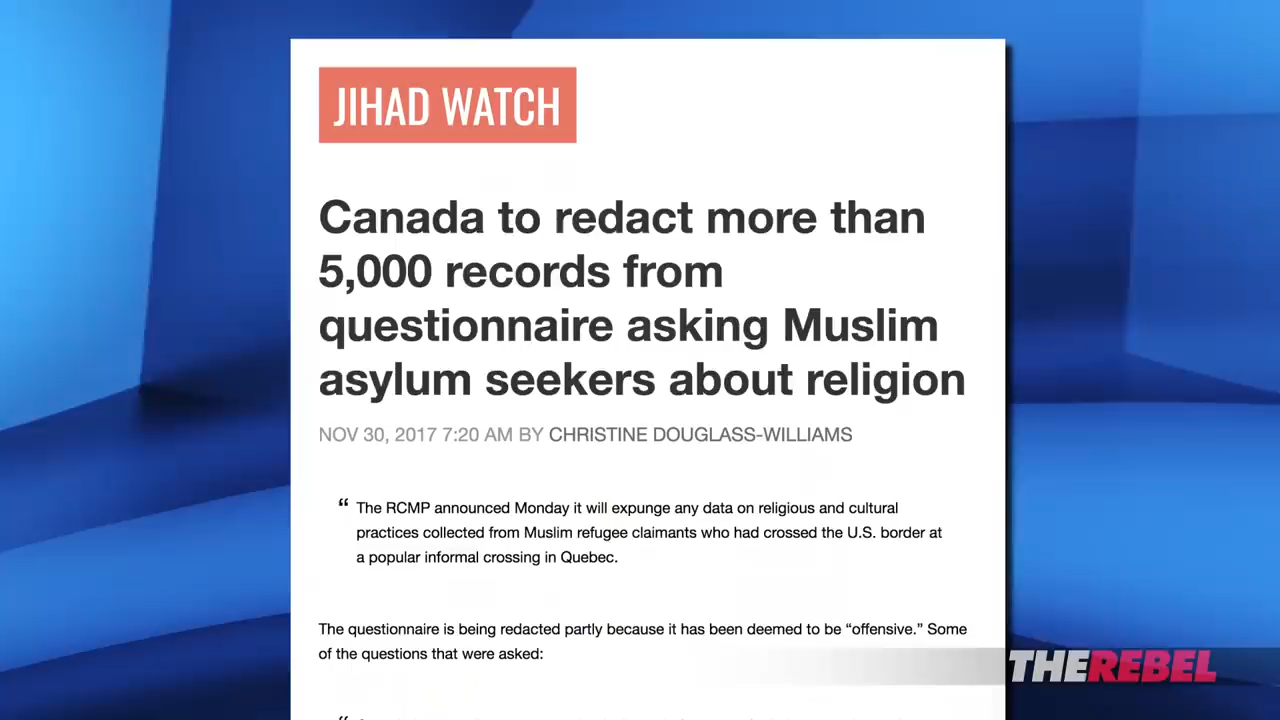 JIHAD WATCH
Canada to redact more than
5,000 records from
questionnaire asking Muslim
asylum seekers about religion
NOV 30, 2017 7:20 AM BY CHRISTINE DOUGLASS-WILLIAMS
“ The RCMP announced Monday it will expunge any data on religious and cultural
practices collected from Muslim refugee claimants who had crossed the U.S. border at
a popular informal crossing in Quebec.
The questionnaire is being redacted partly because it has been deemed to be “offensive.” Some
of the questions that were asked:
THEREBEL